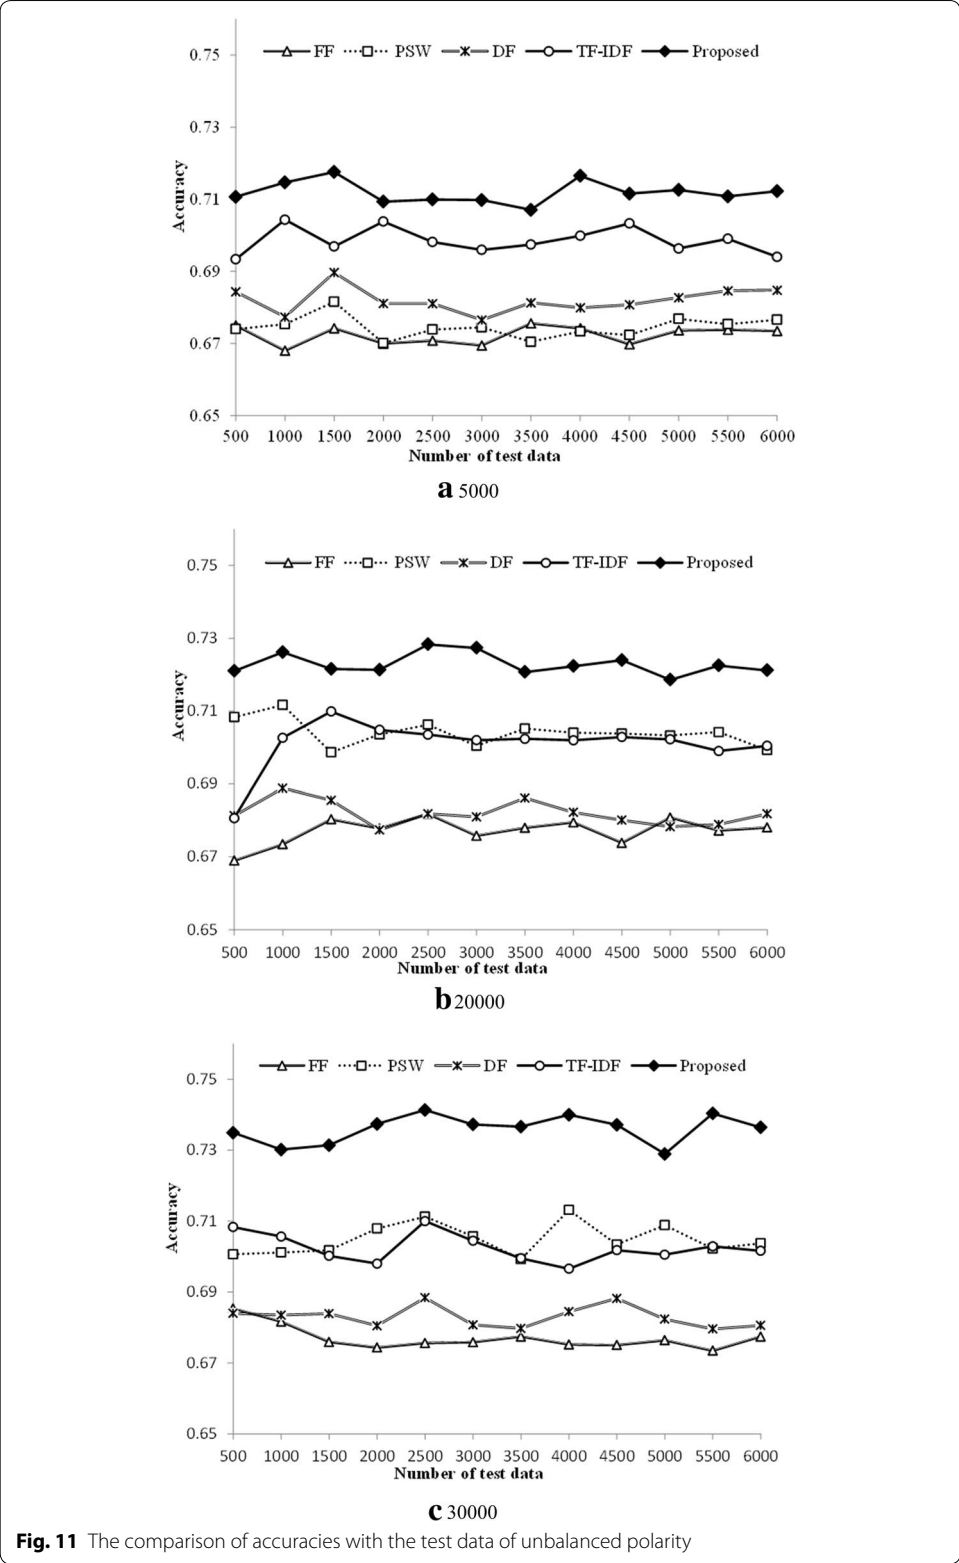 FF PSW DF TF-IDF Proposed
0.75
0.73
0.71
0.69
0.67
0.65
Accuracy
500 1000 1500 2000 2500 3000 3500 4000 4500 5000 5500 6000
Number of test data
a 5000
FF PSW DF TF-IDF Proposed
0.75
0.73
0.71
0.69
0.67
0.65
Accuracy
500 1000 1500 2000 2500 3000 3500 4000 4500 5000 5500 6000
Number of test data
b 20000
FF PSW DF TF-IDF Proposed
0.75
0.73
0.71
0.69
0.67
0.65
Accuracy
500 1000 1500 2000 2500 3000 3500 4000 4500 5000 5500 6000
Number of test data
c 30000
Fig. 11 The comparison of accuracies with the test data of unbalanced polarity